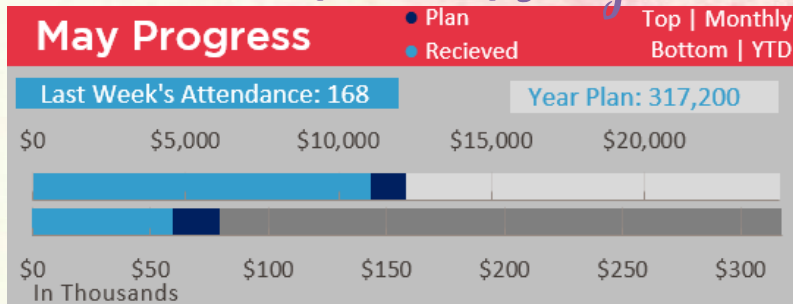 May Progress
Plan
Recieved
Top | Monthly
Bottom | YTD
Last Week's Attendance: 168
Year Plan: 317,200
$0 $5,000 $10,000 $15,000 $20,000
$0 $50 $100 $150 $200 $250 $300
In Thousands